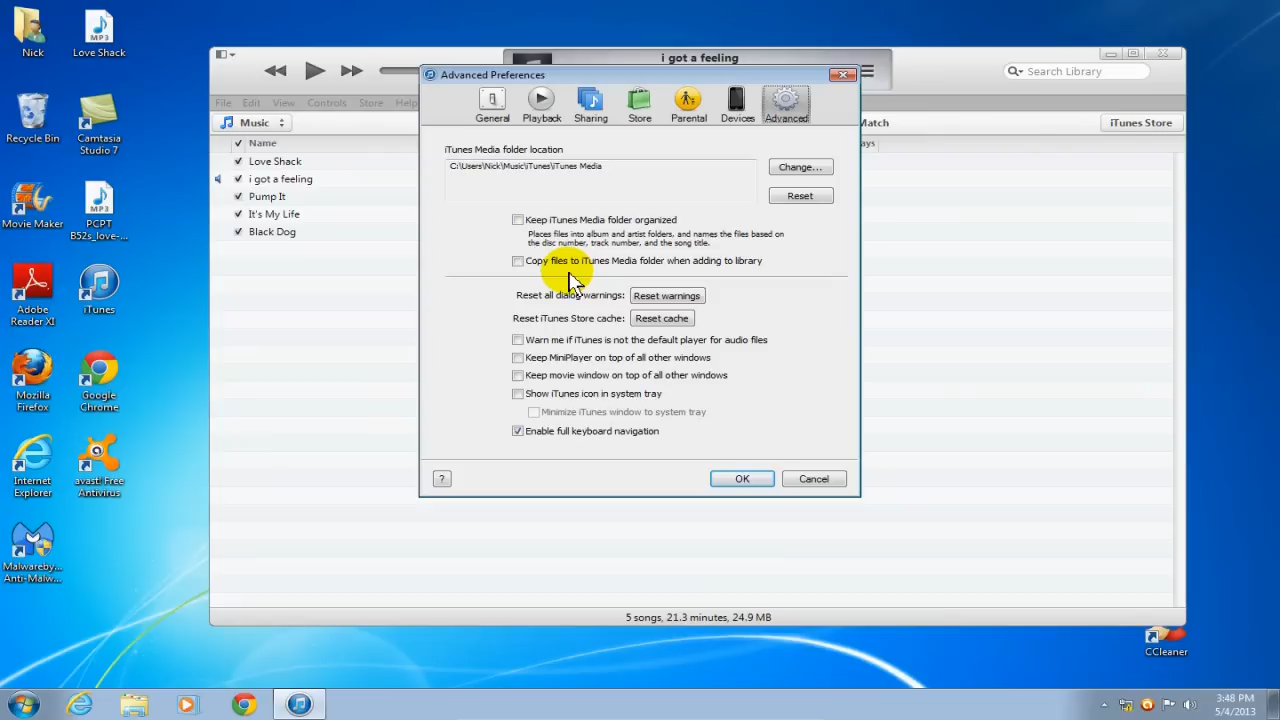 Nick
Love Shack
Recycle Bin
Camtasia Studio 7
Movie Maker
PCPT B52s_love-...
Adobe Reader XI
iTunes
Mozilla Firefox
Google Chrome
Internet Explorer
avast! Free Antivirus
Malwareby... Anti-Malw...
MP3
MP3
i got a feeling
Search Library
File Edit View Controls Store Help
Music
Match
iTunes Store
Name
ays
Love Shack
i got a feeling
Pump It
It's My Life
Black Dog
Advanced Preferences
General Playback Sharing Store Parental Devices Advanced
iTunes Media folder location
C:\Users\Nick\Music\iTunes\iTunes Media
Change...
Reset
Keep iTunes Media folder organized
Places files into album and artist folders, and names the files based on
the disc number, track number, and the song title.
Copy files to iTunes Media folder when adding to library
Reset all dialog warnings: Reset warnings
Reset iTunes Store cache: Reset cache
Warn me if iTunes is not the default player for audio files
Keep MiniPlayer on top of all other windows
Keep movie window on top of all other windows
Show iTunes icon in system tray
Minimize iTunes window to system tray
Enable full keyboard navigation
?
OK
Cancel
5 songs, 21.3 minutes, 24.9 MB
CCleaner
3:48 PM
5/4/2013